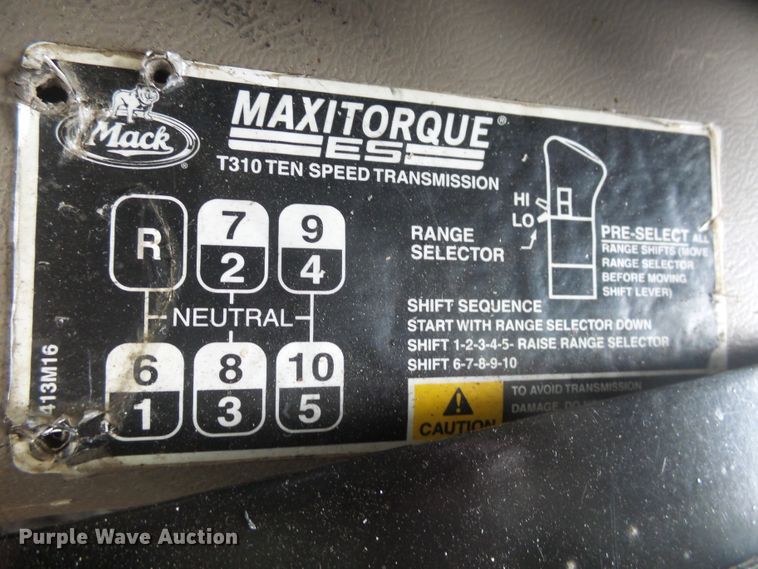 Mack®
MAXITORQUE®
ES
T310 TEN SPEED TRANSMISSION
R
7
2
9
4
NEUTRAL
6
1
8
3
10
5
413M16
HI
LO
RANGE
SELECTOR
PRE-SELECT ALL
RANGE SHIFTS (MOVE
RANGE SELECTOR
BEFORE MOVING
SHIFT LEVER)
SHIFT SEQUENCE
START WITH RANGE SELECTOR DOWN
SHIFT 1-2-3-4-5- RAISE RANGE SELECTOR
SHIFT 6-7-8-9-10
CAUTION
TO AVOID TRANSMISSION
DAMAGE, DO
Purple Wave Auction